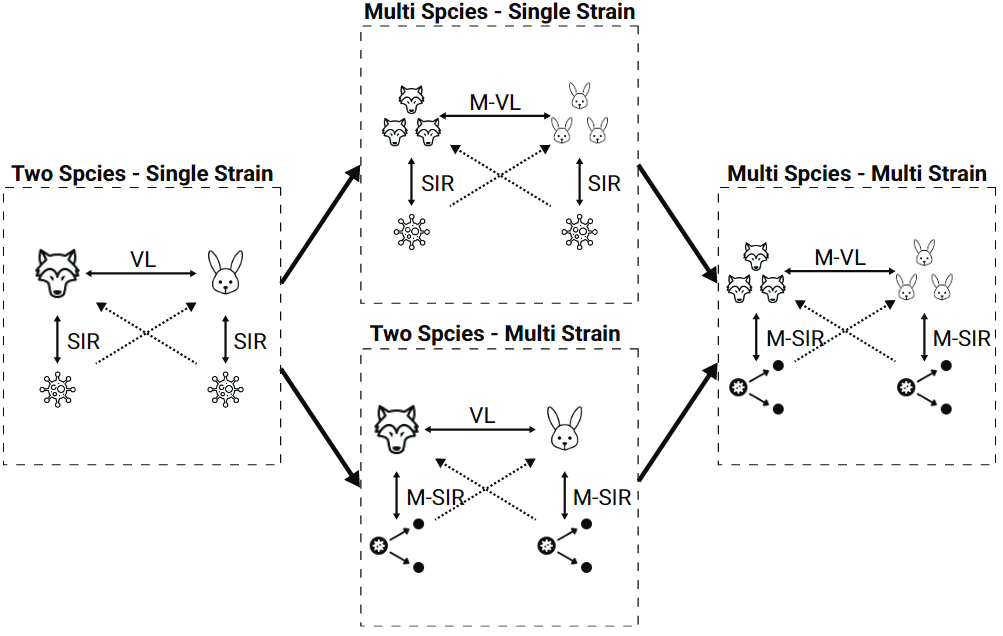 Multi Spcies - Single Strain
M-VL
SIR
SIR
Two Spcies - Single Strain
VL
SIR
SIR
Two Spcies - Multi Strain
VL
M-SIR
M-SIR
Multi Spcies - Multi Strain
M-VL
M-SIR
M-SIR